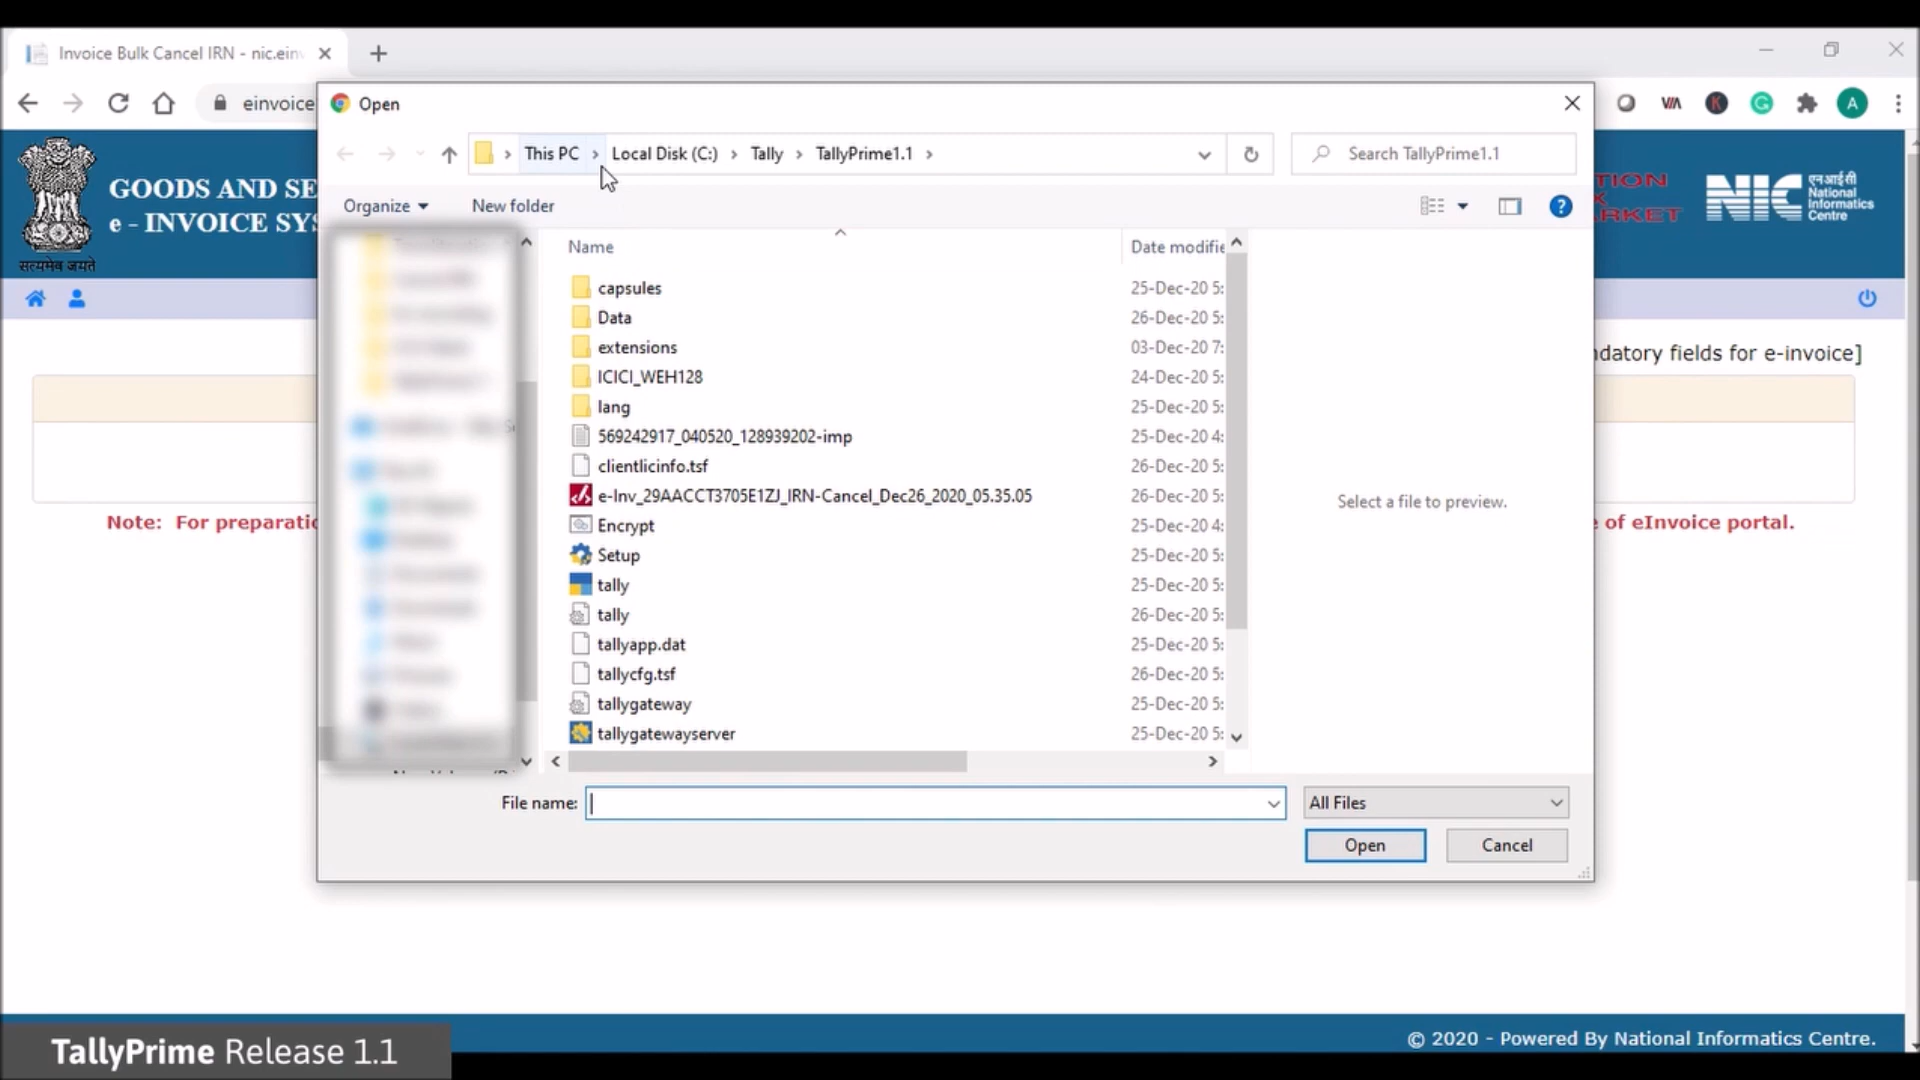 Invoice Bulk Cancel IRN - nic.einv
einvoice
VIA
K
G
A
Open
This PC
Local Disk (C:)
Tally
TallyPrime1.1
Search TallyPrime1.1
Organize
New folder
?
सत्यमेव जयते
GOODS AND SE
e - INVOICE SYS
TION
X
ARKET
NIC
एनआईसी
National
Informatics
Centre
Name
Date modifie
capsules 25-Dec-20 5:
Data 26-Dec-20 5:
extensions 03-Dec-20 7:
ICICI_WEH128 24-Dec-20 5:
lang 25-Dec-20 5:
569242917_040520_128939202-imp 25-Dec-20 4:
clientlicinfo.tsf 26-Dec-20 5:
e-Inv_29AACCT3705E1ZJ_IRN-Cancel_Dec26_2020_05.35.05 26-Dec-20 5:
Encrypt 25-Dec-20 4:
Setup 25-Dec-20 5:
tally 25-Dec-20 5:
tally 26-Dec-20 5:
tallyapp.dat 25-Dec-20 5:
tallycfg.tsf 26-Dec-20 5:
tallygateway 25-Dec-20 5:
tallygatewayserver 25-Dec-20 5:
Select a file to preview.
ndatory fields for e-invoice]
Note: For preparatio
e of eInvoice portal.
File name:
All Files
Open
Cancel
© 2020 - Powered By National Informatics Centre.
TallyPrime Release 1.1